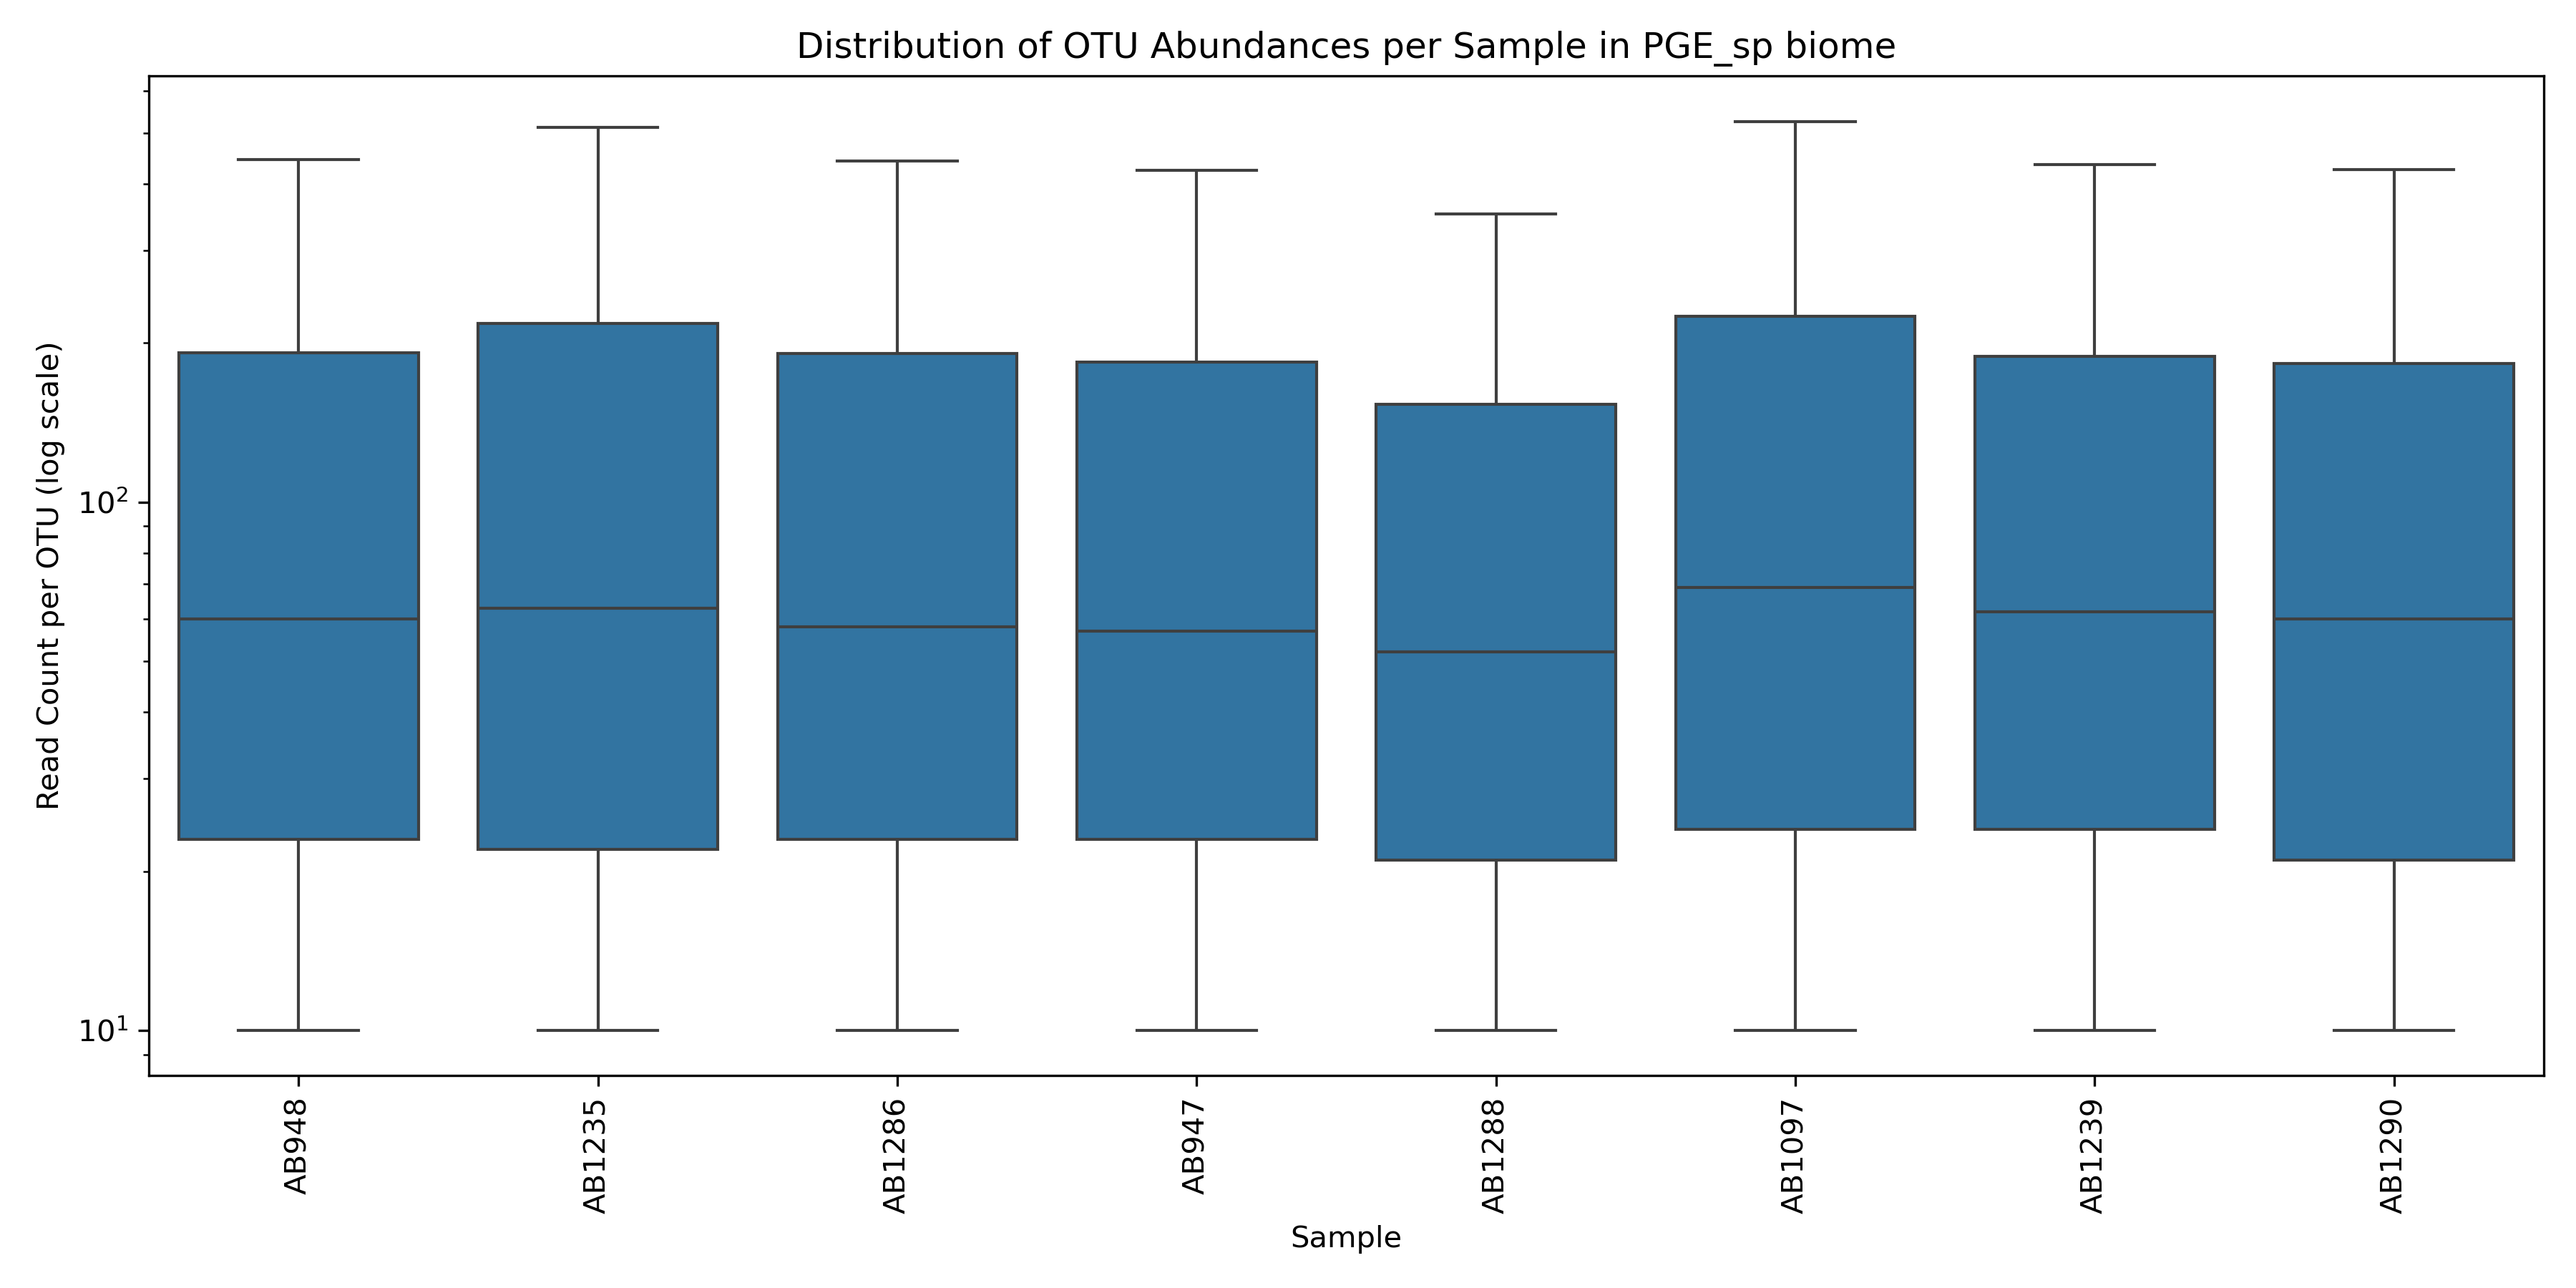 Distribution of OTU Abundances per Sample in PGE_sp biome
Read Count per OTU (log scale)
10²
10¹
AB948
AB1235
AB1286
AB947
AB1288
AB1097
AB1239
AB1290
Sample